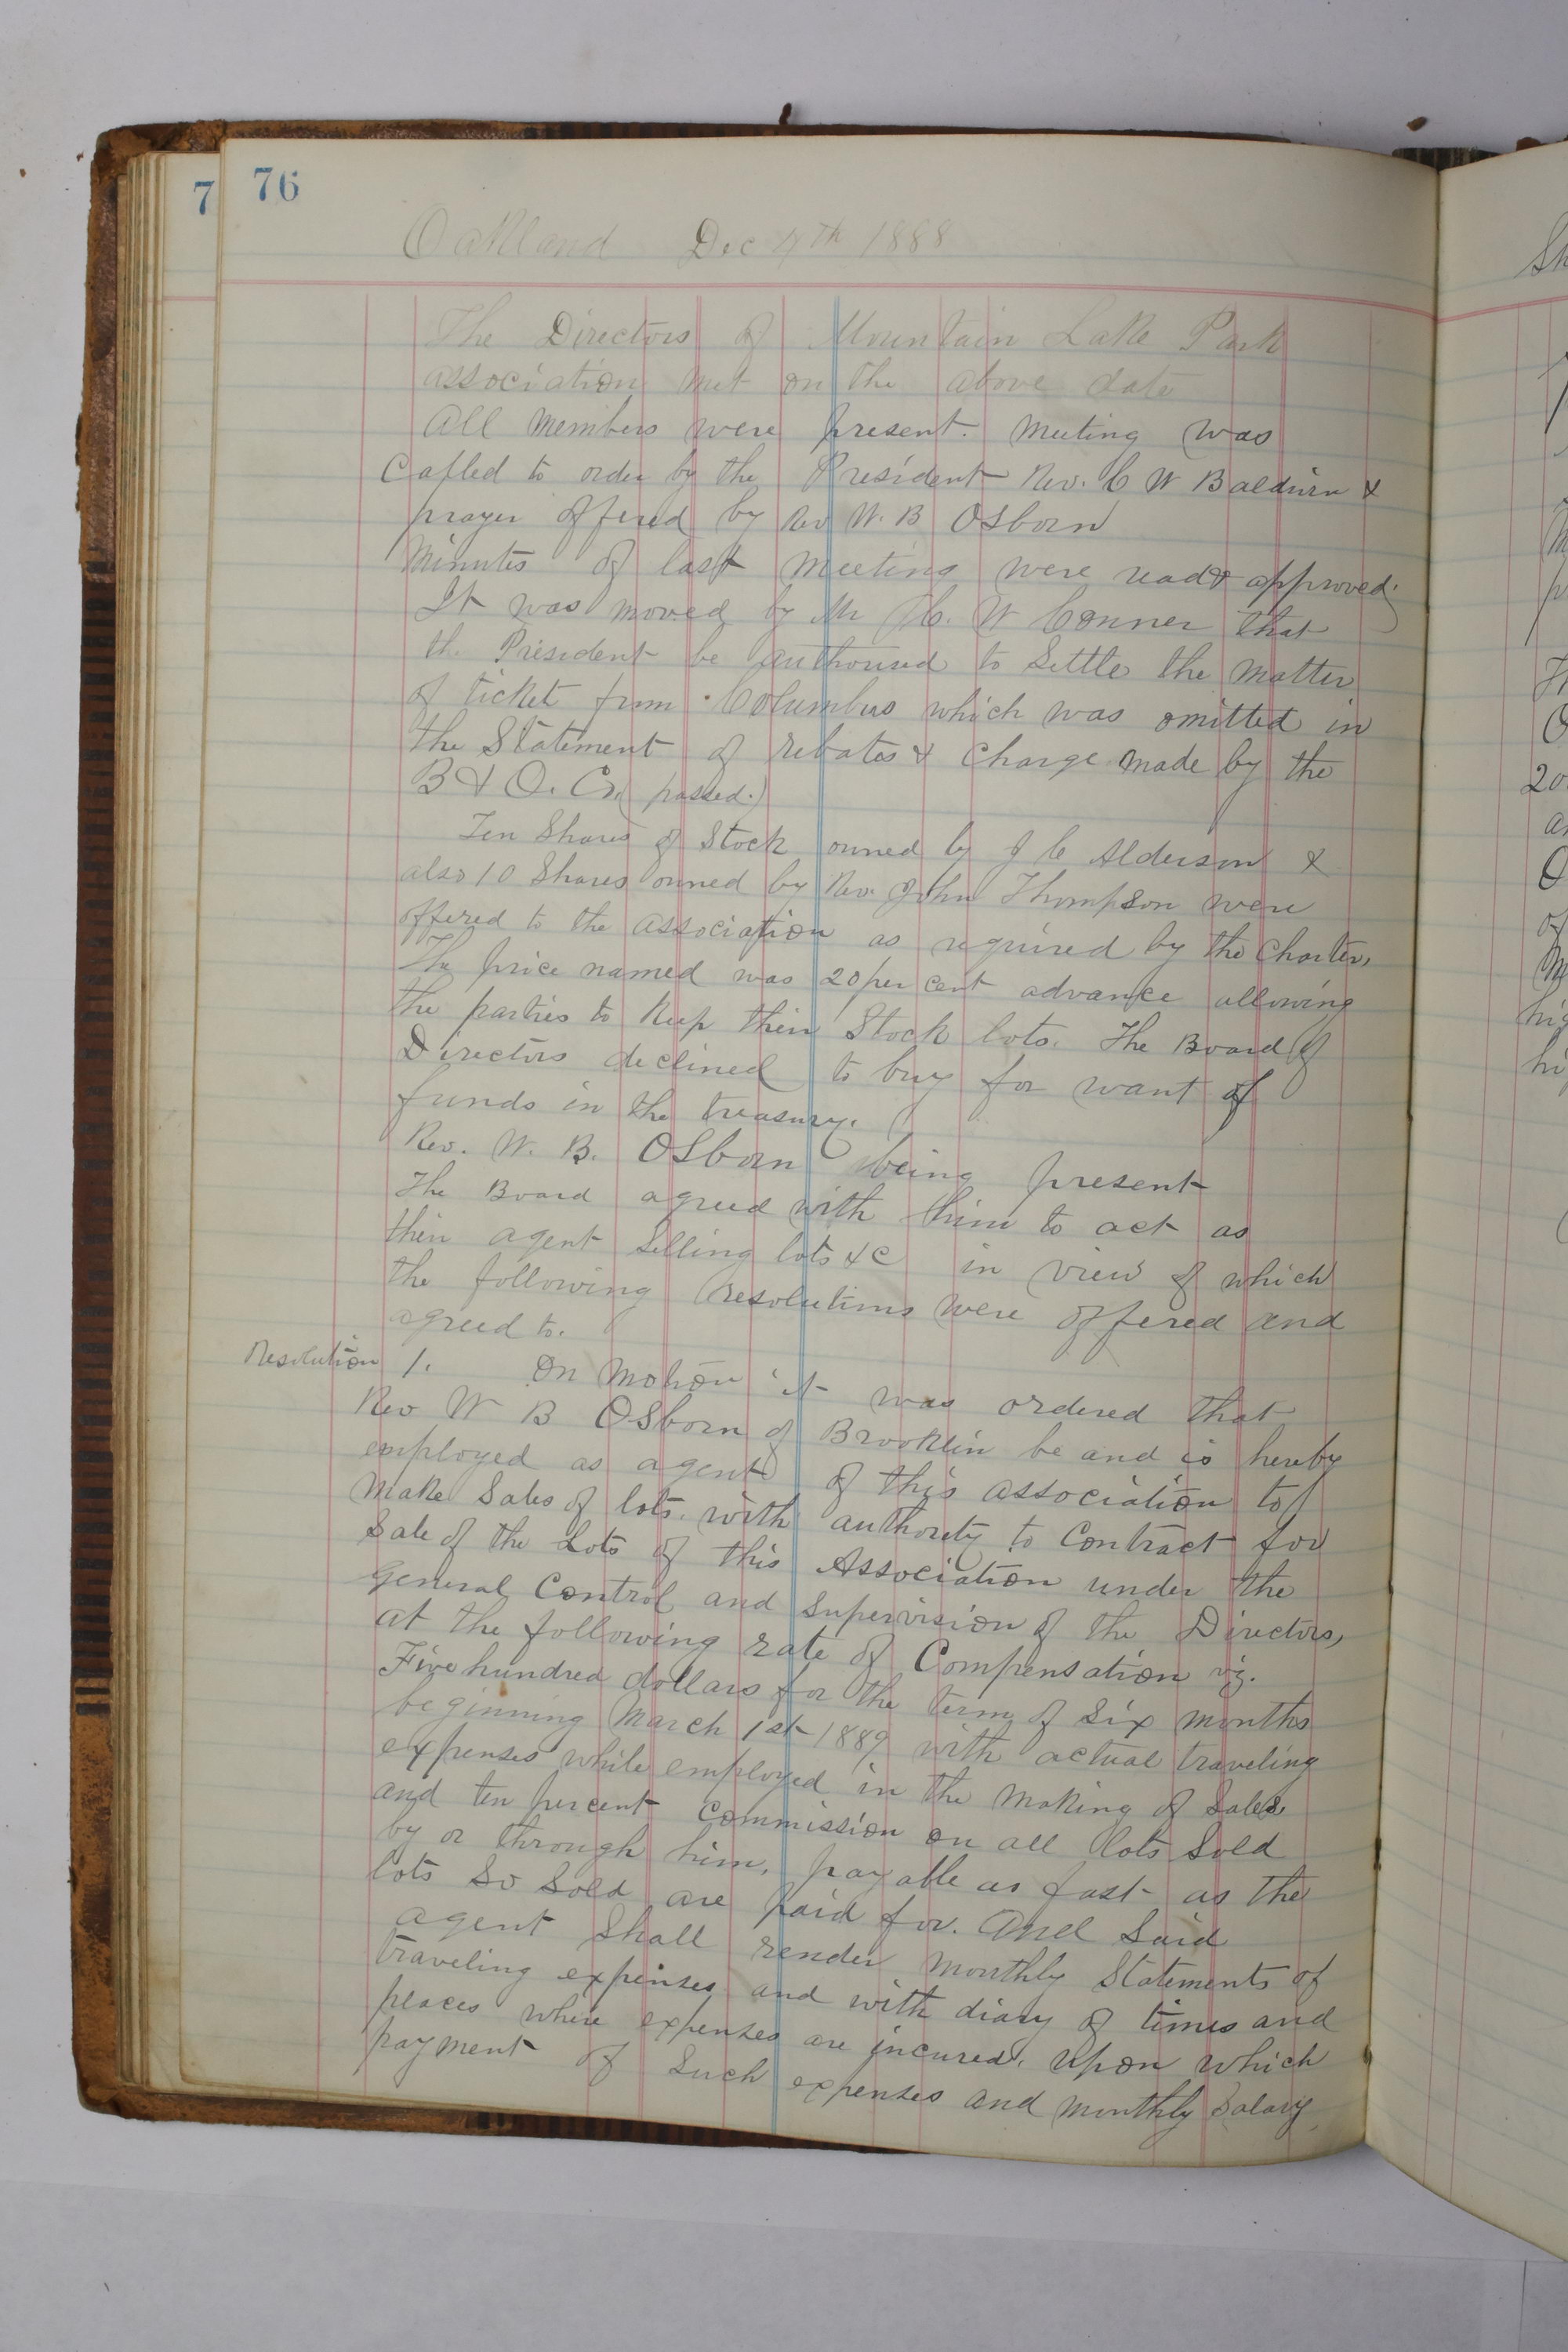 76
Oakland Dec 4th 1888
The Directors of Mountain Lake Park
association met on the above date
All members were present. Meeting was
Called to order by the President Rev. C W Baldwin &
prayer offered by Rev W. B Osborn
Minutes of last meeting were read & approved.
It was moved by Mr H. W Conner that
the President be authorised to Settle the matter
of ticket from Columbus which was omitted in
the Statement of rebates & Charge made by the
B & O. Co. (passed.)
Ten Shares of Stock owned by J C Alderson &
also 10 Shares owned by Rev. John Thompson were
offered to the association as required by the Charter,
The price named was 20 per cent advance allowing
the parties to Keep their Stock lots. The Board of
Directors declined to buy for want of
funds in the treasury.
Rev. W. B. Osborn being present
The Board agreed with him to act as
their agent Selling lots &c in view of which
the following resolutions were offered and
agreed to.
Resolution 1. On Motion it was ordered that
Rev W B Osborn of Brooklin be and is hereby
employed as agent of this association to
Make Sales of lots. with authority to Contract for
Sale of the Lots of this Association under the
General Control and Supervision of the Directors,
at the following rate of Compensation viz.
Five hundred dollars for the term of Six months
beginning March 1st 1889 with actual traveling
expenses while employed in the Making of Sales
and ten percent Commission on all lots Sold
by or through him, payable as fast as the
lots So Sold are paid for. And Said
agent Shall render Monthly Statements of
traveling expenses and with diary of times and
places where expenses are incured, upon which
payment of Such expenses and monthly Salary